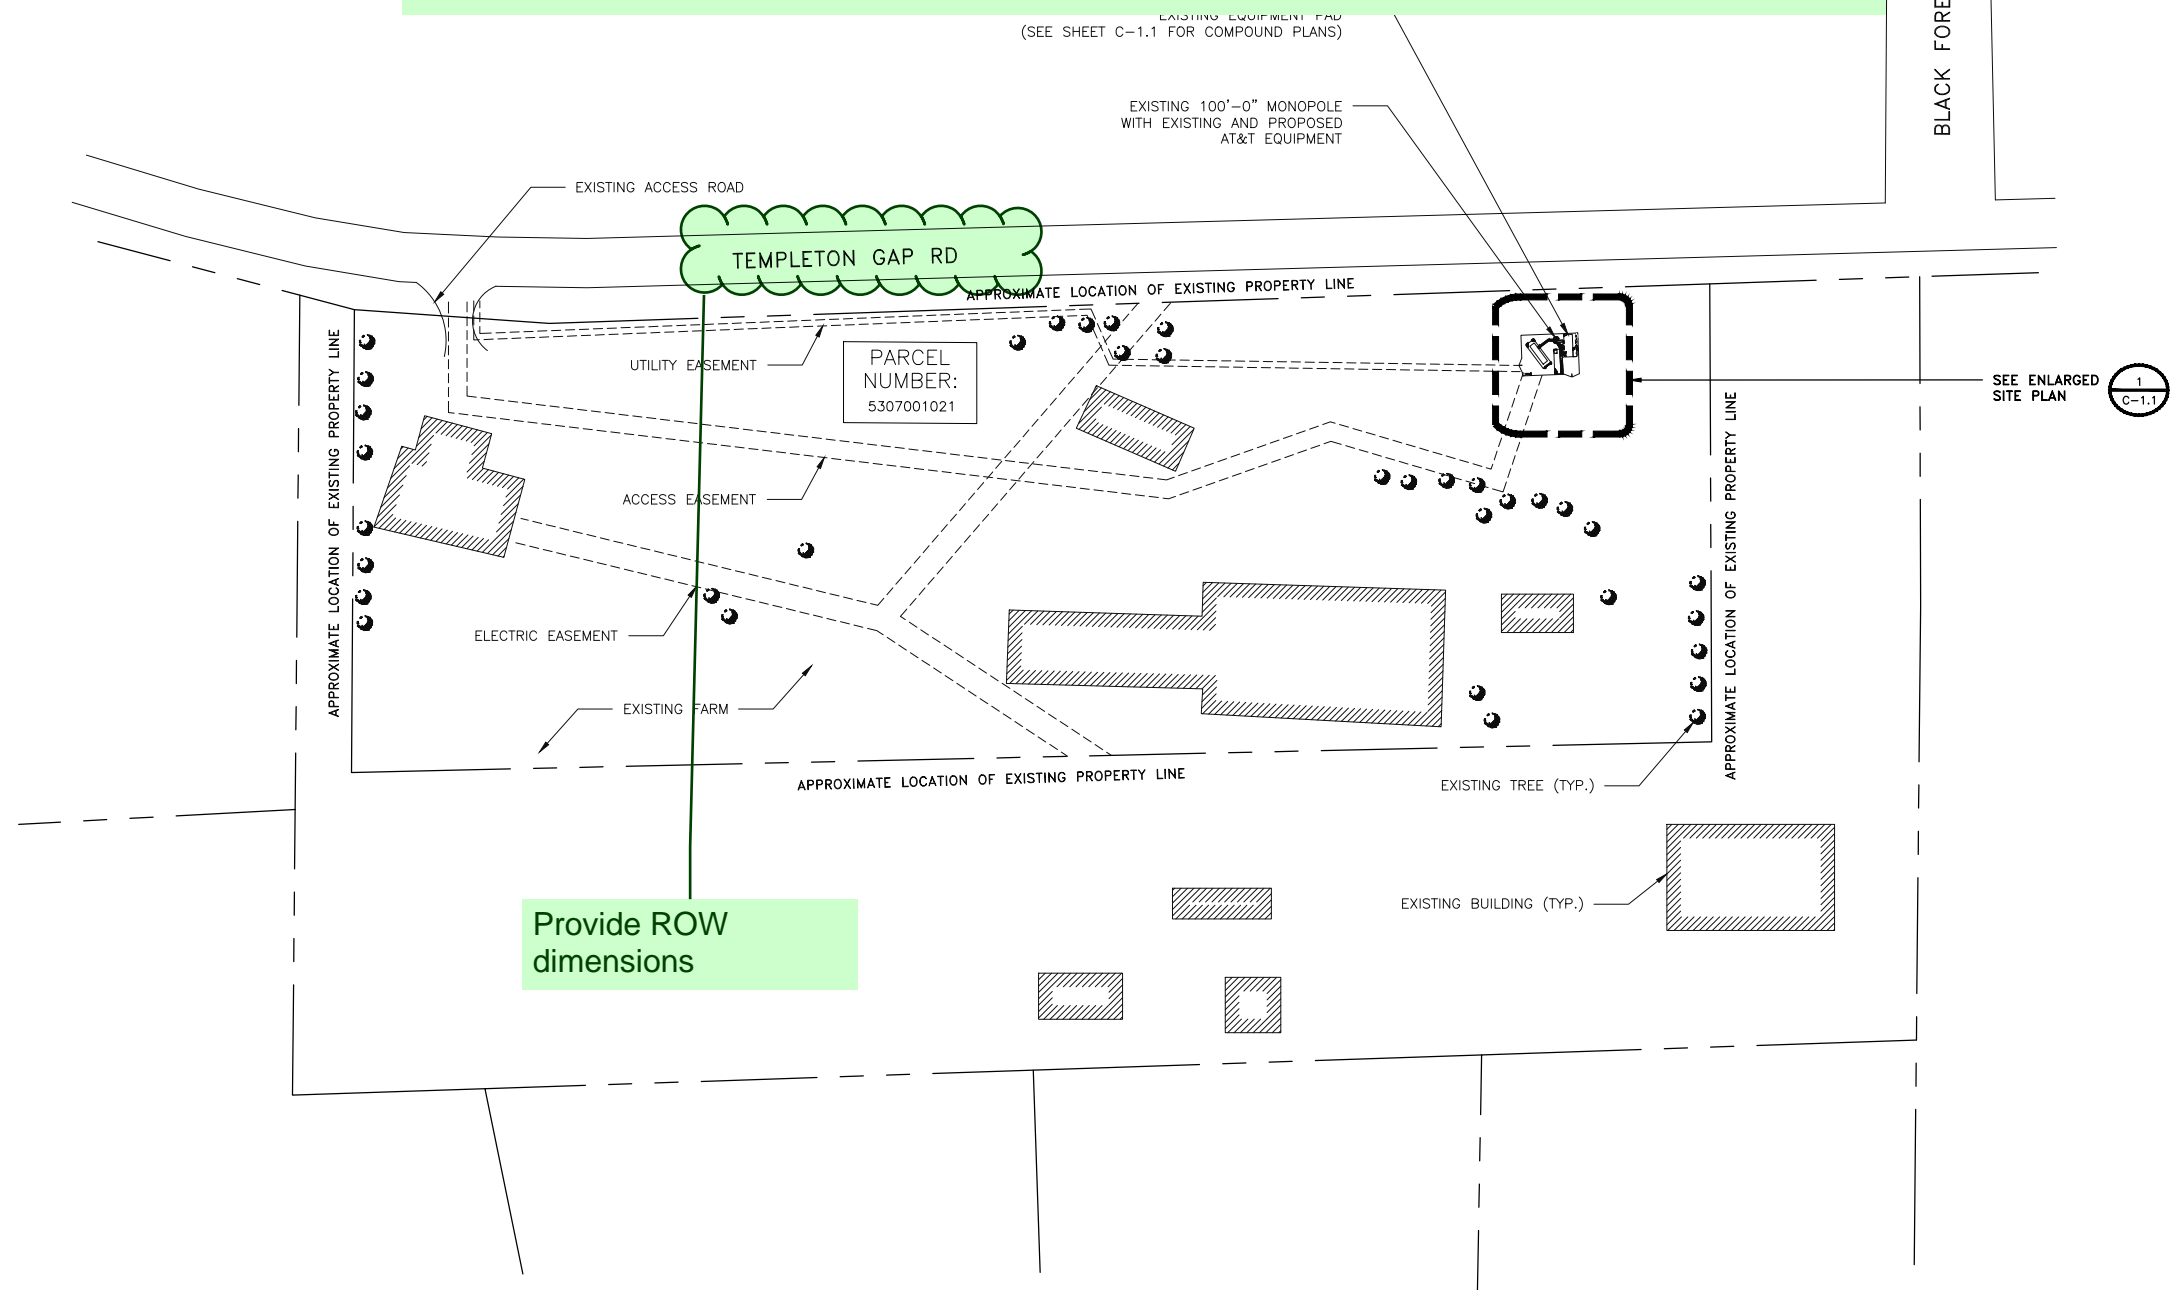 EXISTING EQUIPMENT PAD
(SEE SHEET C-1.1 FOR COMPOUND PLANS)
BLACK FORE
EXISTING 100'-0" MONOPOLE
WITH EXISTING AND PROPOSED
AT&T EQUIPMENT
EXISTING ACCESS ROAD
TEMPLETON GAP RD
APPROXIMATE LOCATION OF EXISTING PROPERTY LINE
APPROXIMATE LOCATION OF EXISTING PROPERTY LINE
UTILITY EASEMENT
PARCEL
NUMBER:
5307001021
SEE ENLARGED
SITE PLAN
1
C-1.1
APPROXIMATE LOCATION OF EXISTING PROPERTY LINE
ACCESS EASEMENT
ELECTRIC EASEMENT
EXISTING FARM
APPROXIMATE LOCATION OF EXISTING PROPERTY LINE
EXISTING TREE (TYP.)
EXISTING BUILDING (TYP.)
Provide ROW
dimensions